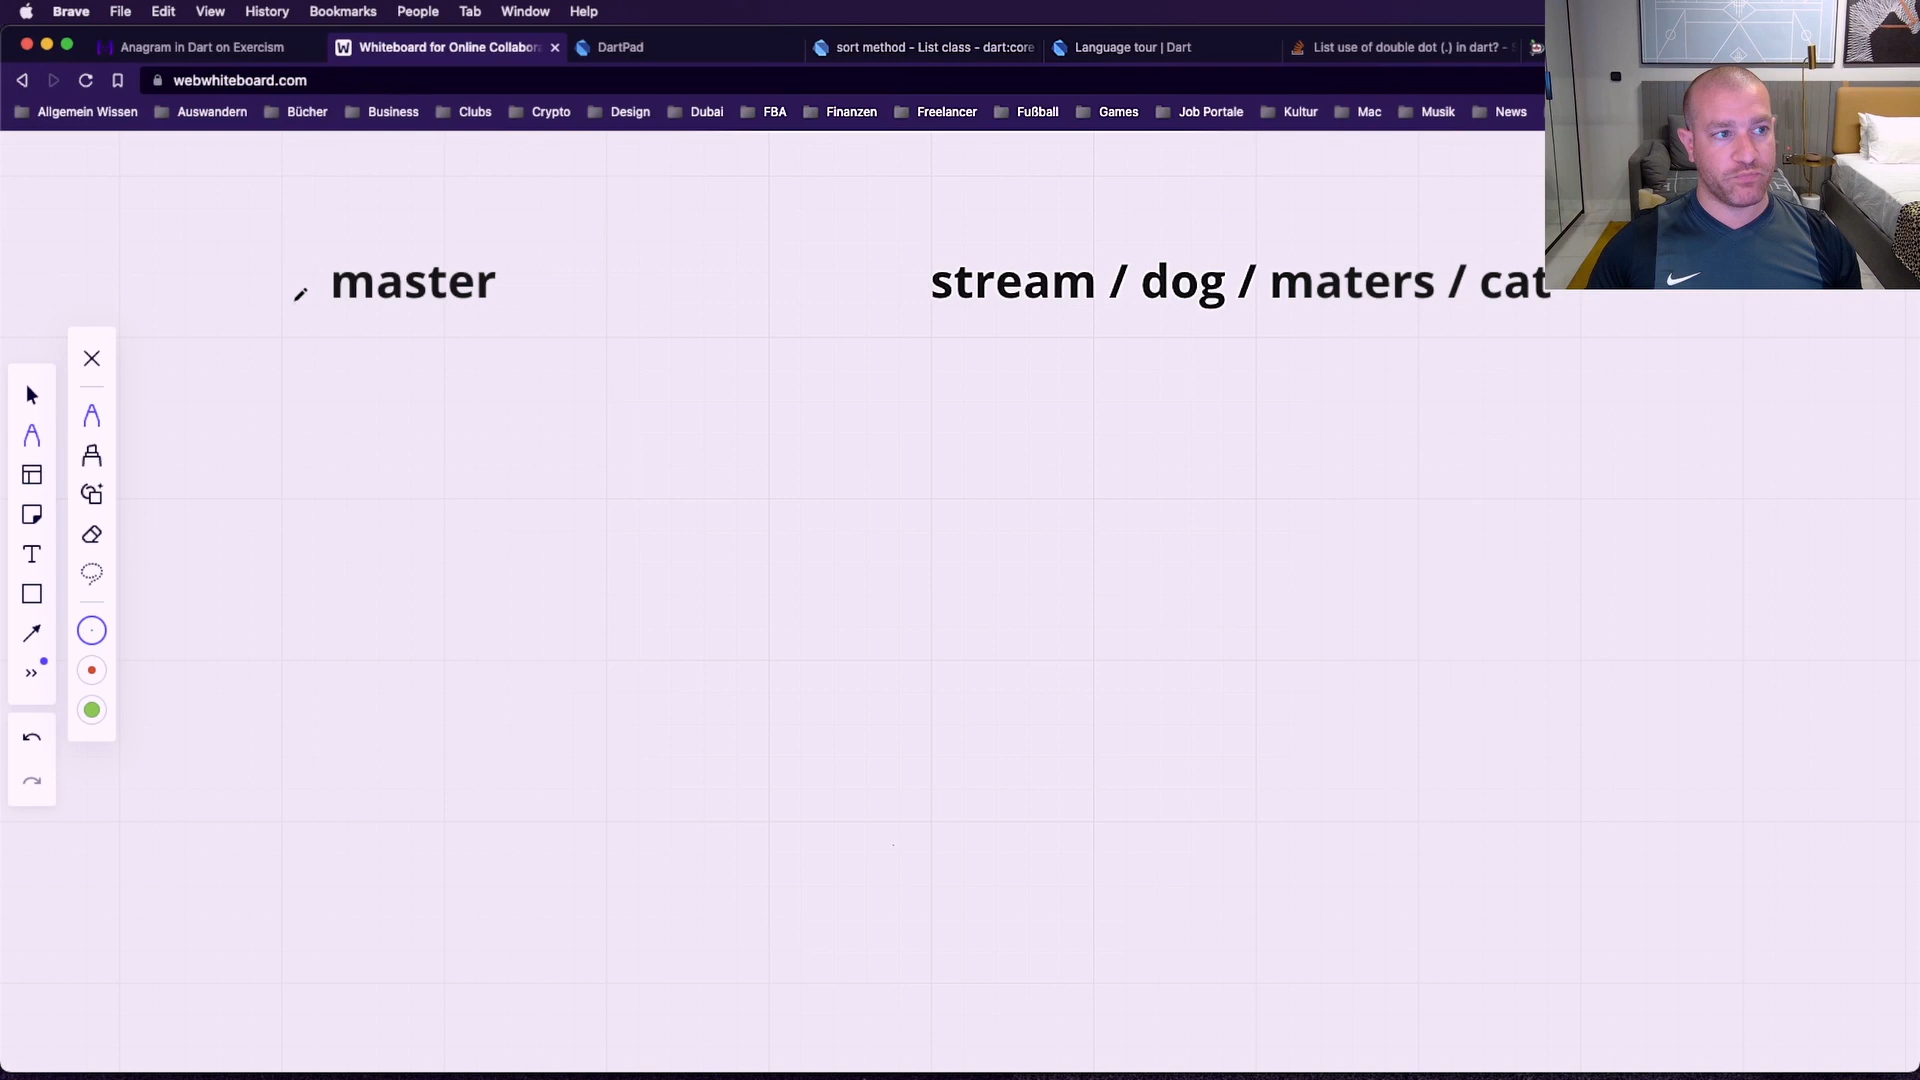 Brave File Edit View History Bookmarks People Tab Window Help
Anagram in Dart on Exercism Whiteboard for Online Collabor DartPad sort method - List class - dart:core Language tour | Dart List use of double dot (.) in dart? -
webwhiteboard.com
Allgemein Wissen Auswandern Bücher Business Clubs Crypto Design Dubai FBA Finanzen Freelancer Fußball Games Job Portale Kultur Mac Musik News
master stream / dog / maters / cat